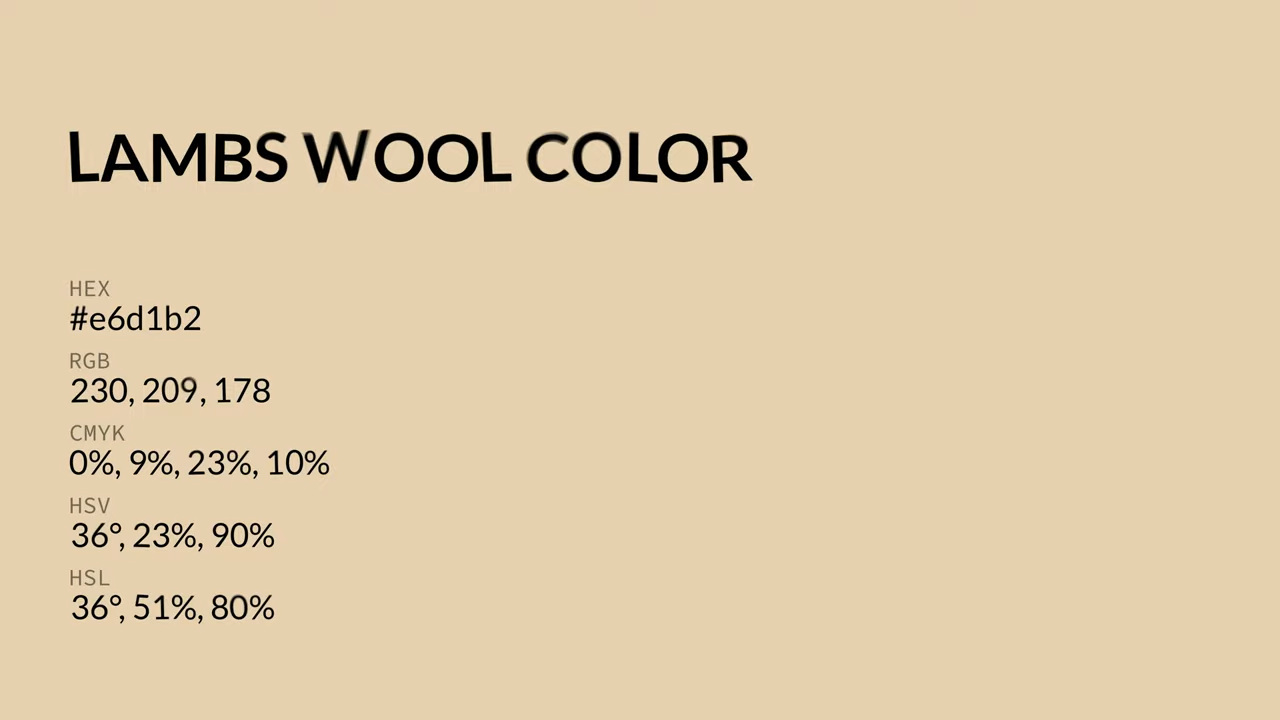 LAMBS WOOL COLOR
HEX
#e6d1b2
RGB
230, 209, 178
CMYK
0%, 9%, 23%, 10%
HSV
36°, 23%, 90%
HSL
36°, 51%, 80%